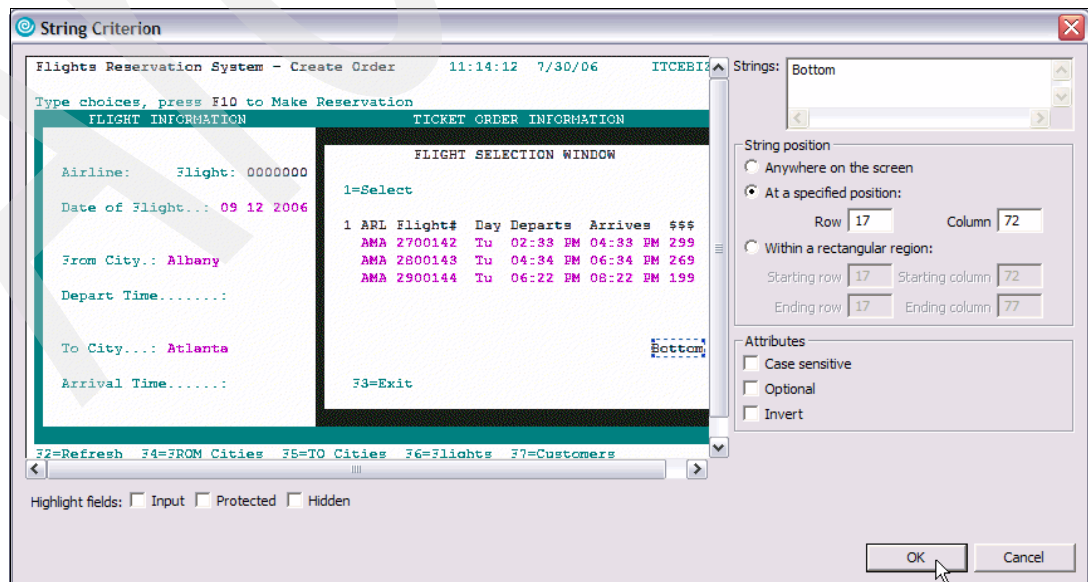 String Criterion
Flights Reservation System - Create Order 11:14:12 7/30/06 ITCEBIZ
Type choices, press F10 to Make Reservation
FLIGHT INFORMATION TICKET ORDER INFORMATION
FLIGHT SELECTION WINDOW
Airline: Flight: 0000000
1=Select
Date of Flight..: 09 12 2006
1 ARL Flight# Day Departs Arrives $$$
AMA 2700142 Tu 02:33 PM 04:33 PM 299
From City.: Albany AMA 2800143 Tu 04:34 PM 06:34 PM 269
AMA 2900144 Tu 06:22 PM 08:22 PM 199
Depart Time.......:
To City...: Atlanta Bottom
Arrival Time......: F3=Exit
F2=Refresh F4=FROM Cities F5=TO Cities F6=Flights F7=Customers
Highlight fields: Input Protected Hidden
Strings: Bottom
String position
Anywhere on the screen
At a specified position:
Row 17 Column 72
Within a rectangular region:
Starting row 17 Starting column 72
Ending row 17 Ending column 77
Attributes
Case sensitive
Optional
Invert
OK Cancel